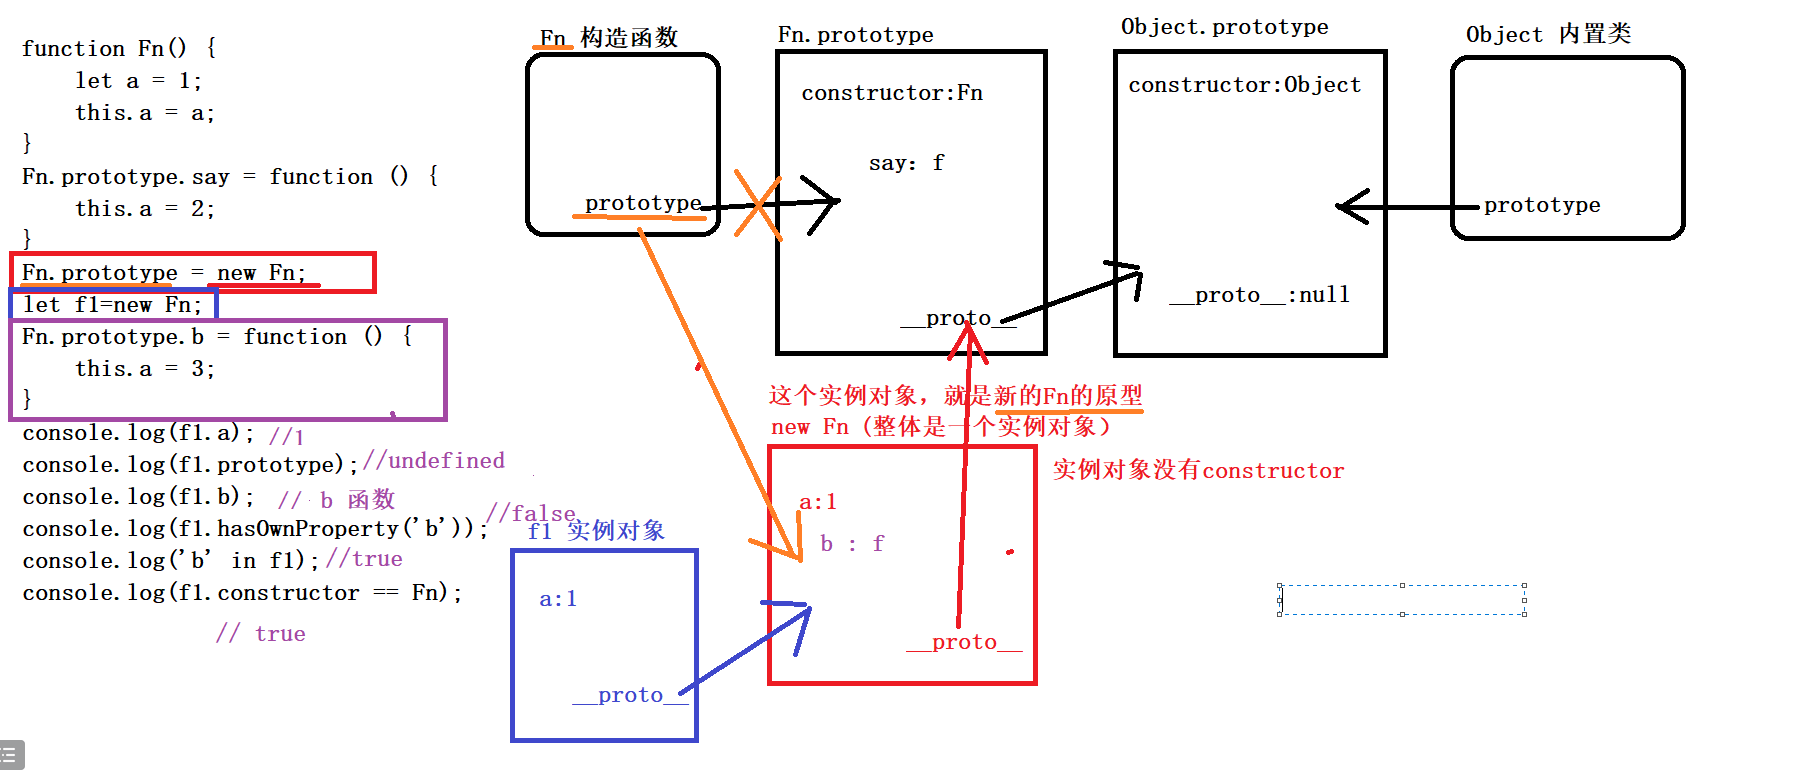 function Fn() {
let a = 1;
this.a = a;
}
Fn.prototype.say = function () {
this.a = 2;
}
Fn.prototype = new Fn;
let f1=new Fn;
Fn.prototype.b = function () {
this.a = 3;
}
console.log(f1.a); //1
console.log(f1.prototype);//undefined
console.log(f1.b); // b 函数
console.log(f1.hasOwnProperty('b')); //false
console.log('b' in f1);//true
console.log(f1.constructor == Fn);
// true
Fn 构造函数
prototype
Fn.prototype
constructor:Fn
say: f
__proto__
Object.prototype
constructor:Object
__proto__:null
Object 内置类
prototype
这个实例对象，就是新的Fn的原型
new Fn (整体是一个实例对象)
实例对象没有constructor
a:1
b : f
__proto__
f1 实例对象
a:1
__proto__